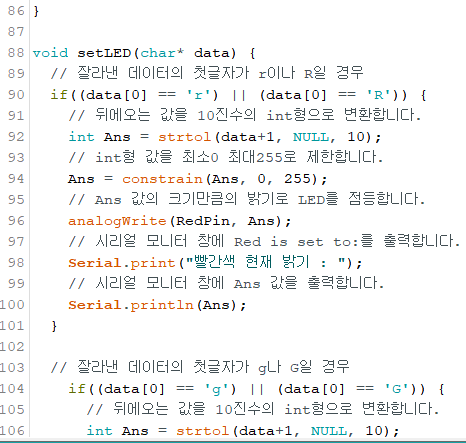 86 }
87
88 void setLED(char* data) {
89 // 잘라낸 데이터의 첫글자가 r이나 R일 경우
90 if((data[0] == 'r') || (data[0] == 'R')) {
91 // 뒤에오는 값을 10진수의 int형으로 변환합니다.
92 int Ans = strtol(data+1, NULL, 10);
93 // int형 값을 최소0 최대255로 제한합니다.
94 Ans = constrain(Ans, 0, 255);
95 // Ans 값의 크기만큼의 밝기로 LED를 점등합니다.
96 analogWrite(RedPin, Ans);
97 // 시리얼 모니터 창에 Red is set to:를 출력합니다.
98 Serial.print("빨간색 현재 밝기 : ");
99 // 시리얼 모니터 창에 Ans 값을 출력합니다.
100 Serial.println(Ans);
101 }
102
103 // 잘라낸 데이터의 첫글자가 g나 G일 경우
104 if((data[0] == 'g') || (data[0] == 'G')) {
105 // 뒤에오는 값을 10진수의 int형으로 변환합니다.
106 int Ans = strtol(data+1, NULL, 10);